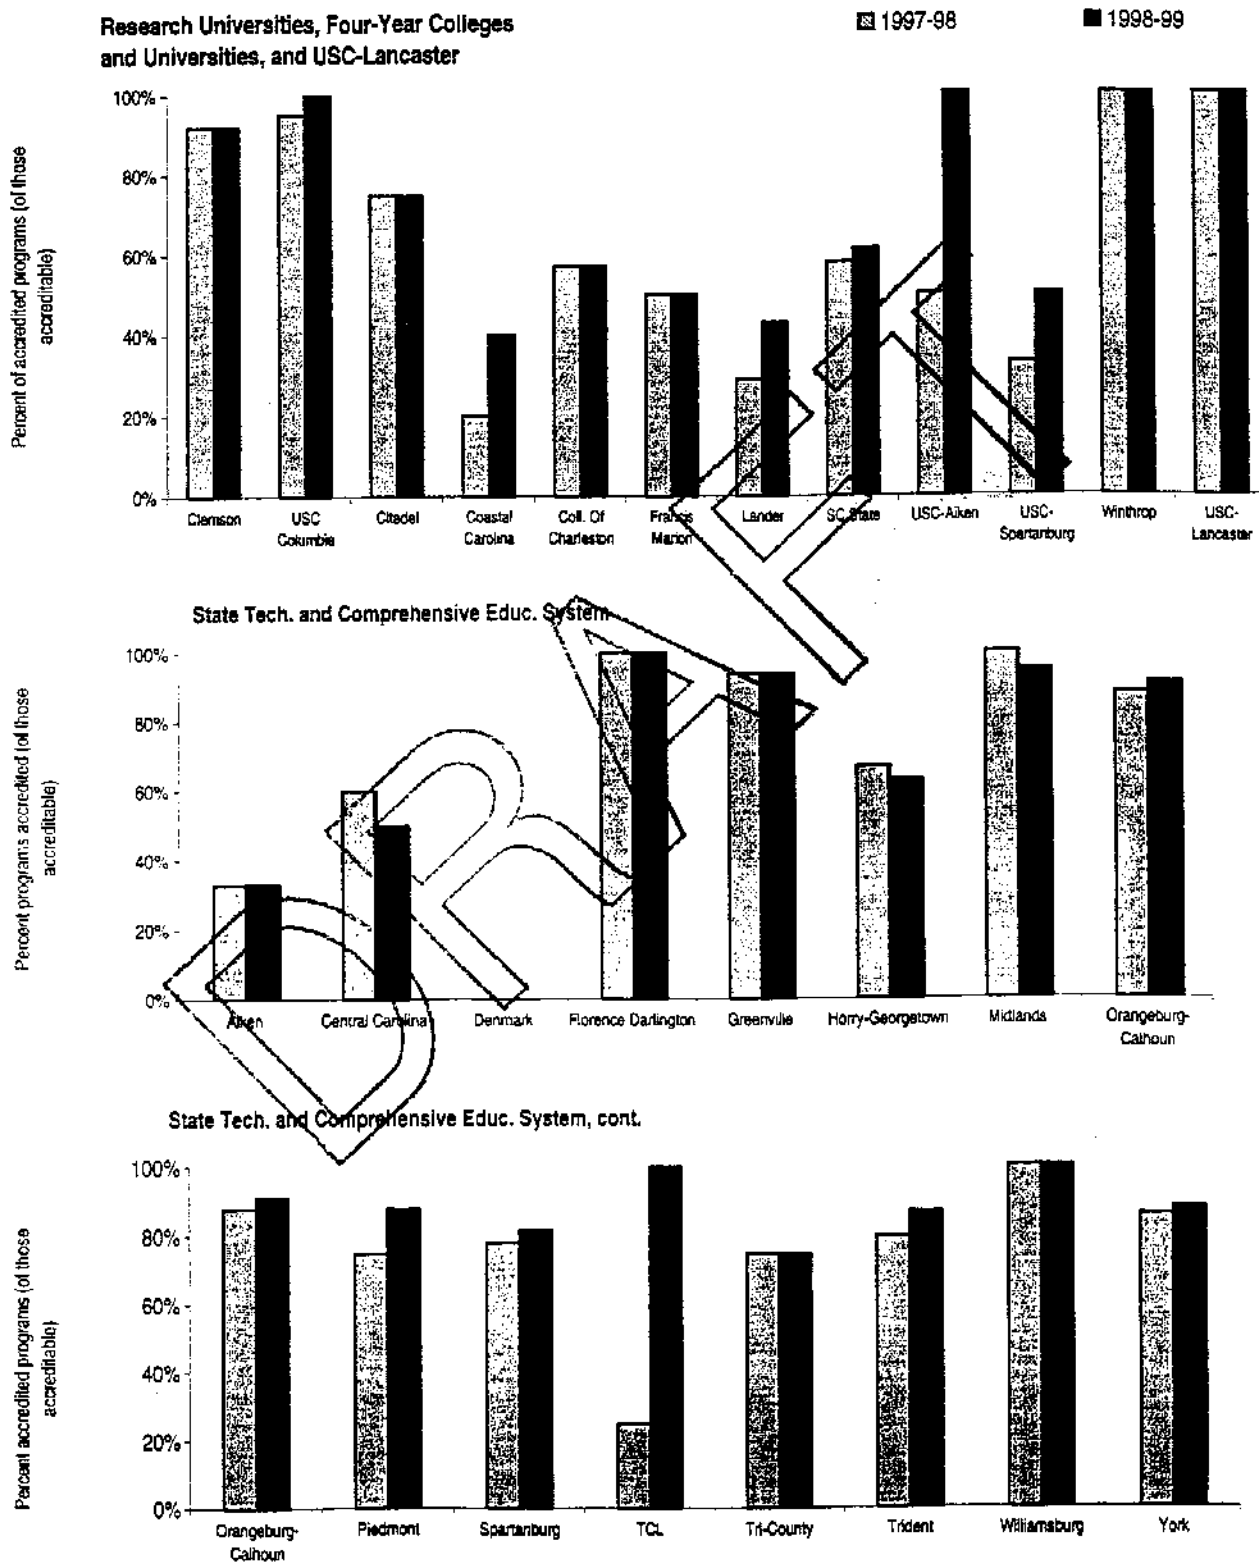 Research Universities, Four-Year Colleges
and Universities, and USC-Lancaster
1997-98
1998-99
Percent of accredited programs (of those
accreditable)
100%
80%
60%
40%
20%
0%
Clemson
USC
Columbia
Citadel
Coastal
Carolina
Coll. Of
Charleston
Francis
Marion
Lander
SC State
USC-Aiken
USC-
Spartanburg
Winthrop
USC-
Lancaster
State Tech. and Comprehensive Educ. System
Percent programs accredited (of those
accreditable)
100%
80%
60%
40%
20%
0%
Aiken
Central Carolina
Denmark
Florence Darlington
Greenville
Horry-Georgetown
Midlands
Orangeburg-
Calhoun
DRAFT
State Tech. and Comprehensive Educ. System, cont.
Percent accredited programs (of those
accreditable)
100%
80%
60%
40%
20%
0%
Orangeburg-
Calhoun
Piedmont
Spartanburg
TCL
Tri-County
Trident
Williamsburg
York